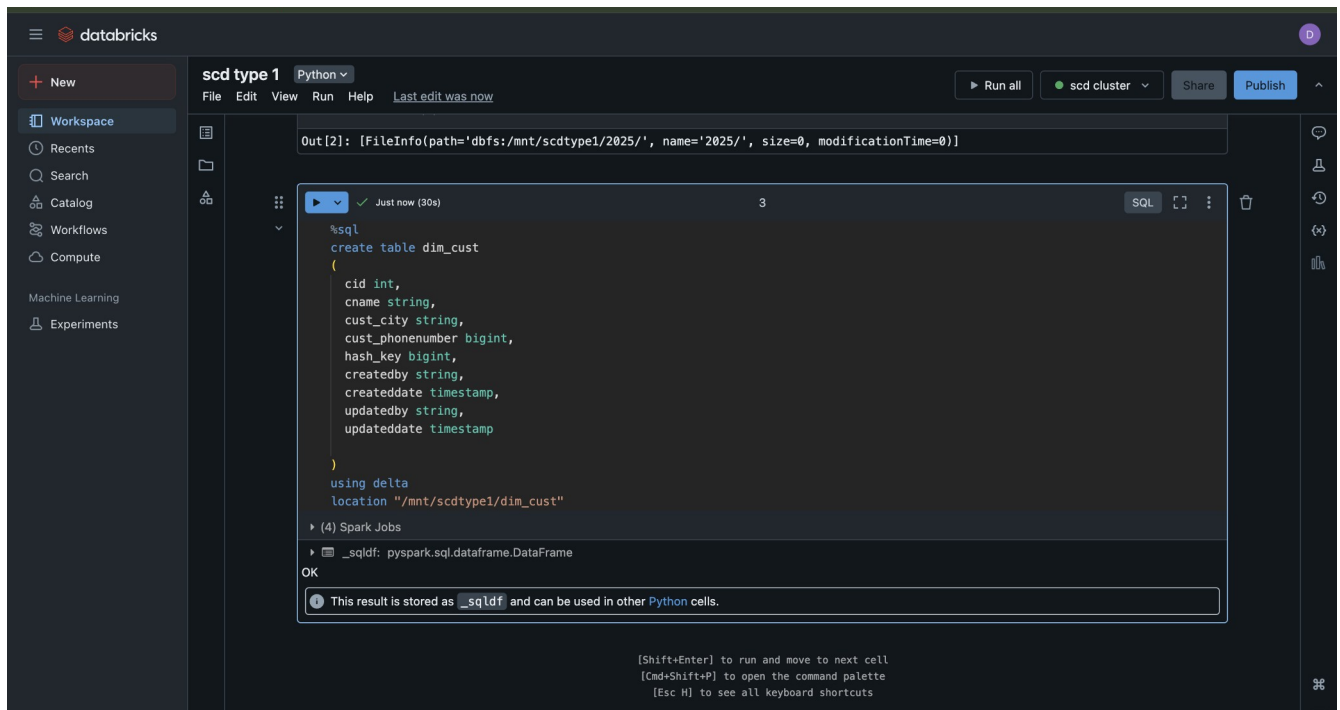 databricks
D
New
Workspace
Recents
Search
Catalog
Workflows
Compute
Machine Learning
Experiments
scd type 1 Python
File Edit View Run Help Last edit was now
Run all scd cluster Share Publish
Out[2]: [FileInfo(path='dbfs:/mnt/scdtype1/2025/', name='2025/', size=0, modificationTime=0)]
Just now (30s) 3 SQL
%sql
create table dim_cust
(
cid int,
cname string,
cust_city string,
cust_phonenumber bigint,
hash_key bigint,
createdby string,
createddate timestamp,
updatedby string,
updateddate timestamp
)
using delta
location "/mnt/scdtype1/dim_cust"
(4) Spark Jobs
_sqldf: pyspark.sql.dataframe.DataFrame
OK
This result is stored as _sqldf and can be used in other Python cells.
[Shift+Enter] to run and move to next cell
[Cmd+Shift+P] to open the command palette
[Esc H] to see all keyboard shortcuts